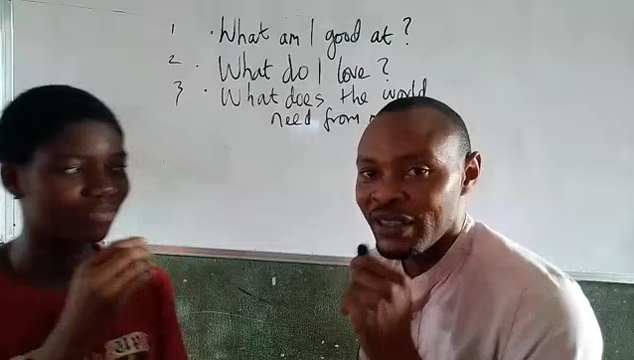 1 · What am I good at?
2 · What do I love?
3 · What does the world
need from